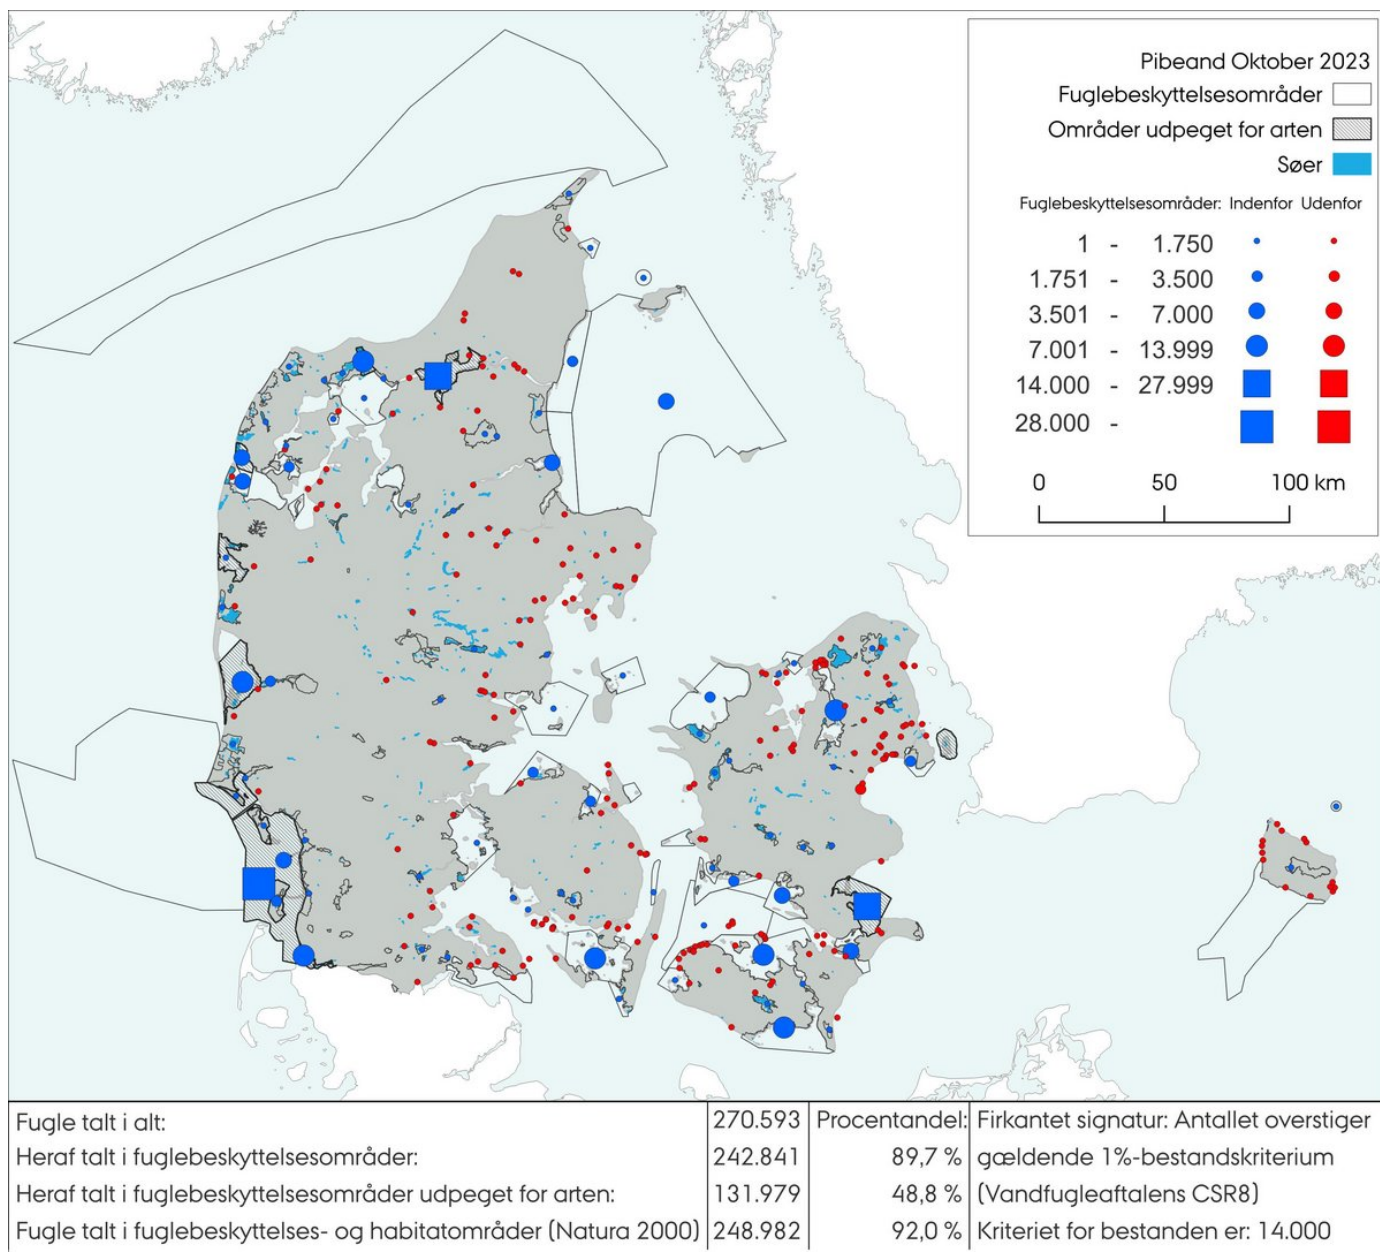 Pibeand Oktober 2023
Fuglebeskyttelsesområder
Områder udpeget for arten
Søer
Fuglebeskyttelsesområder: Indenfor Udenfor
1 - 1.750
1.751 - 3.500
3.501 - 7.000
7.001 - 13.999
14.000 - 27.999
28.000 -
0 50 100 km
Fugle talt i alt: 270.593 Procentandel: Firkantet signatur: Antallet overstiger
Heraf talt i fuglebeskyttelsesområder: 242.841 89,7 % gældende 1%-bestandskriterium
Heraf talt i fuglebeskyttelsesområder udpeget for arten: 131.979 48,8 % (Vandfugleaftalens CSR8)
Fugle talt i fuglebeskyttelses- og habitatområder (Natura 2000) 248.982 92,0 % Kriteriet for bestanden er: 14.000